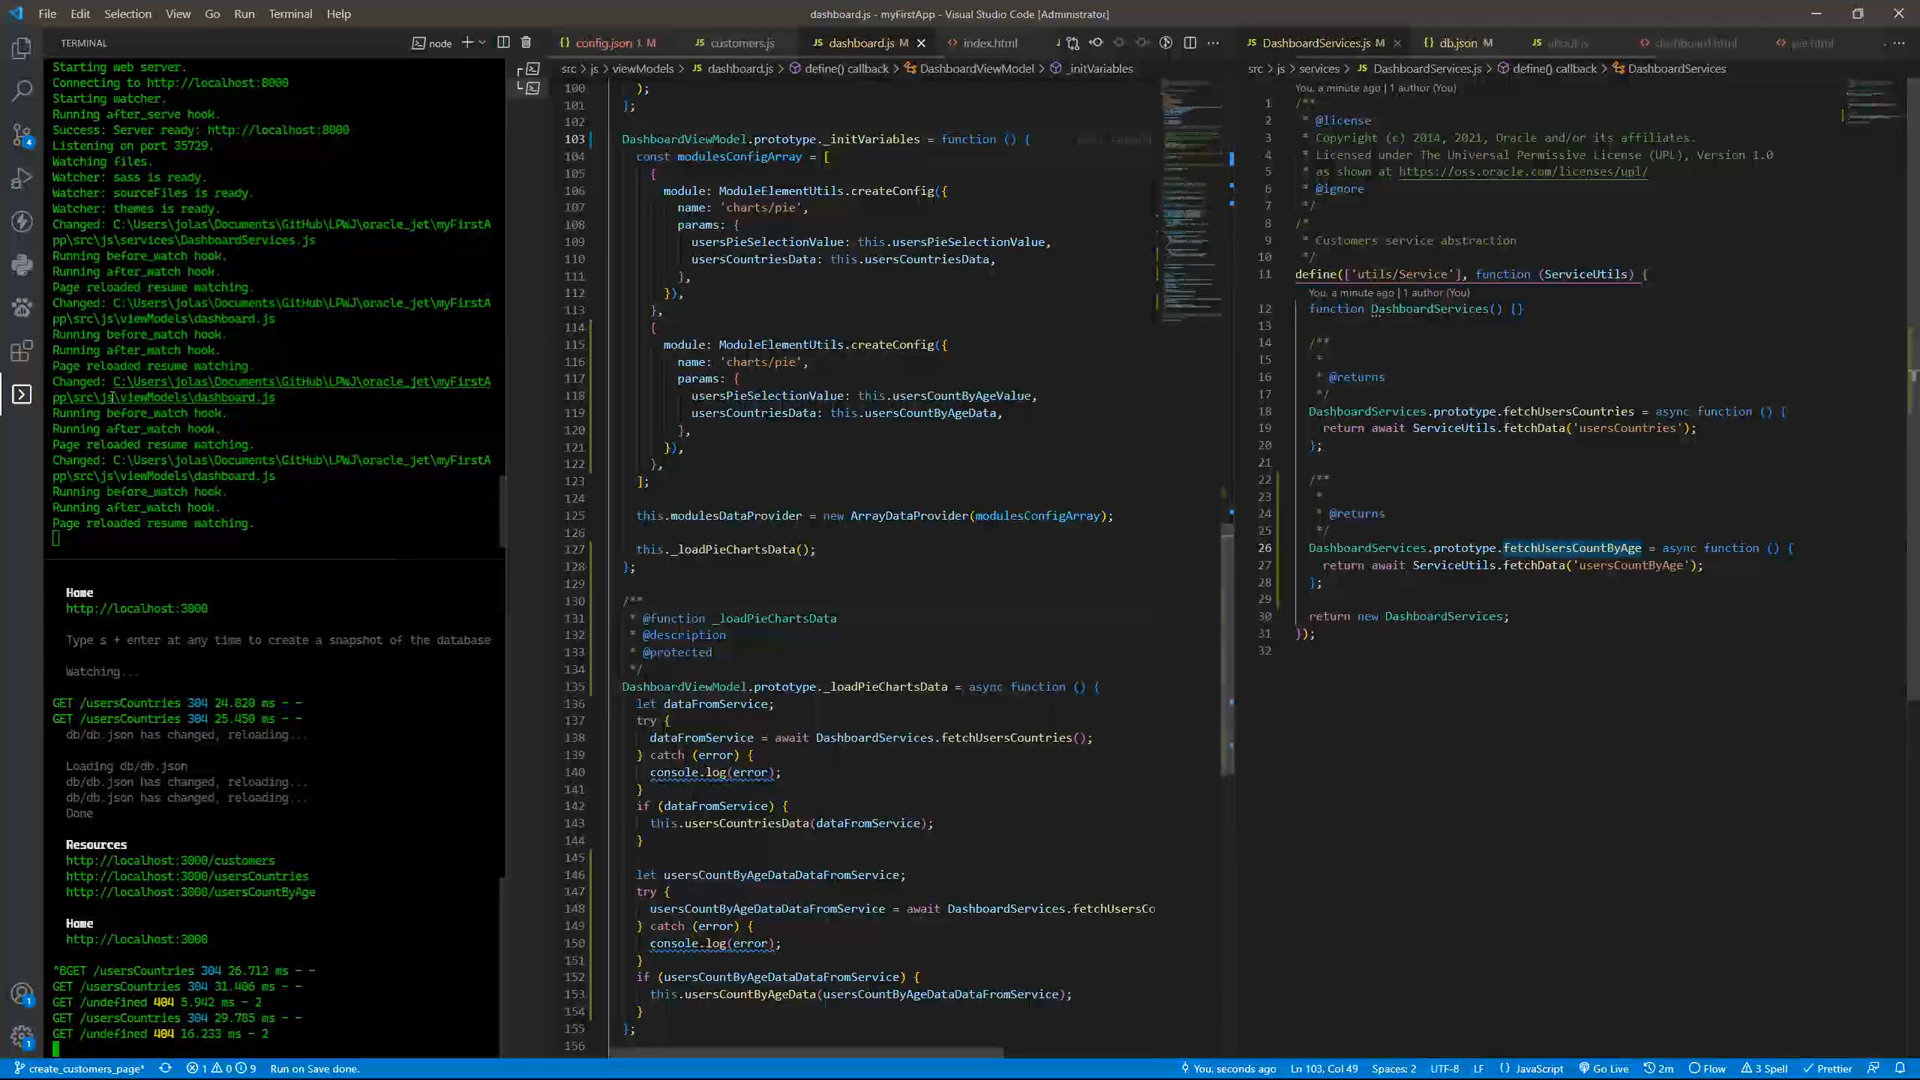 File Edit Selection View Go Run Terminal Help
dashboard.js - myFirstApp - Visual Studio Code [Administrator]
TERMINAL
node
Starting web server.
Connecting to http://localhost:8000
Starting watcher.
Running after_serve hook.
Success: Server ready: http://localhost:8000
Listening on port 35729.
Watching files.
Watcher: sass is ready.
Watcher: sourceFiles is ready.
Watcher: themes is ready.
Changed: C:\Users\jolas\Documents\GitHub\LPWJ\oracle_jet\myFirstA
pp\src\js\services\DashboardServices.js
Running before_watch hook.
Running after_watch hook.
Page reloaded resume watching.
Changed: C:\Users\jolas\Documents\GitHub\LPWJ\oracle_jet\myFirstA
pp\src\js\viewModels\dashboard.js
Running before_watch hook.
Running after_watch hook.
Page reloaded resume watching.
Changed: C:\Users\jolas\Documents\GitHub\LPWJ\oracle_jet\myFirstA
pp\src\js\viewModels\dashboard.js
Running before_watch hook.
Running after_watch hook.
Page reloaded resume watching.
Changed: C:\Users\jolas\Documents\GitHub\LPWJ\oracle_jet\myFirstA
pp\src\js\viewModels\dashboard.js
Running before_watch hook.
Running after_watch hook.
Page reloaded resume watching.
Home
http://localhost:3000
Type s + enter at any time to create a snapshot of the database
Watching...
GET /usersCountries 304 24.820 ms - -
GET /usersCountries 304 25.450 ms - -
db/db.json has changed, reloading...
Loading db/db.json
db/db.json has changed, reloading...
db/db.json has changed, reloading...
Done
Resources
http://localhost:3000/customers
http://localhost:3000/usersCountries
http://localhost:3000/usersCountByAge
Home
http://localhost:3000
^BGET /usersCountries 304 26.712 ms - -
GET /usersCountries 304 31.406 ms - -
GET /undefined 404 5.942 ms - 2
GET /usersCountries 304 29.785 ms - -
GET /undefined 404 16.233 ms - 2
config.json 1, M
customers.js
dashboard.js M
index.html
src > js > viewModels > dashboard.js > define() callback > DashboardViewModel > _initVariables
100 );
101 };
102
103 DashboardViewModel.prototype._initVariables = function () {
104 const modulesConfigArray = [
105 {
106 module: ModuleElementUtils.createConfig({
107 name: 'charts/pie',
108 params: {
109 usersPieSelectionValue: this.usersPieSelectionValue,
110 usersCountriesData: this.usersCountriesData,
111 },
112 }),
113 },
114 {
115 module: ModuleElementUtils.createConfig({
116 name: 'charts/pie',
117 params: {
118 usersPieSelectionValue: this.usersCountByAgeValue,
119 usersCountriesData: this.usersCountByAgeData,
120 },
121 }),
122 },
123 ];
124
125 this.modulesDataProvider = new ArrayDataProvider(modulesConfigArray);
126
127 this._loadPieChartsData();
128 };
129
130 /**
131 * @function _loadPieChartsData
132 * @description
133 * @protected
134 */
135 DashboardViewModel.prototype._loadPieChartsData = async function () {
136 let dataFromService;
137 try {
138 dataFromService = await DashboardServices.fetchUsersCountries();
139 } catch (error) {
140 console.log(error);
141 }
142 if (dataFromService) {
143 this.usersCountriesData(dataFromService);
144 }
145
146 let usersCountByAgeDataDataFromService;
147 try {
148 usersCountByAgeDataDataFromService = await DashboardServices.fetchUsersCo
149 } catch (error) {
150 console.log(error);
151 }
152 if (usersCountByAgeDataDataFromService) {
153 this.usersCountByAgeData(usersCountByAgeDataDataFromService);
154 }
155 };
156
DashboardServices.js M
db.json M
about.js
dashboard.html
pie.html
src > js > services > DashboardServices.js > define() callback > DashboardServices
You, a minute ago | 1 author (You)
1 /**
2 * @license
3 * Copyright (c) 2014, 2021, Oracle and/or its affiliates.
4 * Licensed under The Universal Permissive License (UPL), Version 1.0
5 * as shown at https://oss.oracle.com/licenses/upl/
6 * @ignore
7 */
8 /*
9 * Customers service abstraction
10 */
11 define(['utils/Service'], function (ServiceUtils) {
You, a minute ago | 1 author (You)
12 function DashboardServices() {}
13
14 /**
15 *
16 * @returns
17 */
18 DashboardServices.prototype.fetchUsersCountries = async function () {
19 return await ServiceUtils.fetchData('usersCountries');
20 };
21
22 /**
23 *
24 * @returns
25 */
26 DashboardServices.prototype.fetchUsersCountByAge = async function () {
27 return await ServiceUtils.fetchData('usersCountByAge');
28 };
29
30 return new DashboardServices;
31 });
32
create_customers_page* 1 0 9 Run on Save done. You, seconds ago Ln 103, Col 49 Spaces: 2 UTF-8 LF JavaScript Go Live 2m Flow 3 Spell Prettier